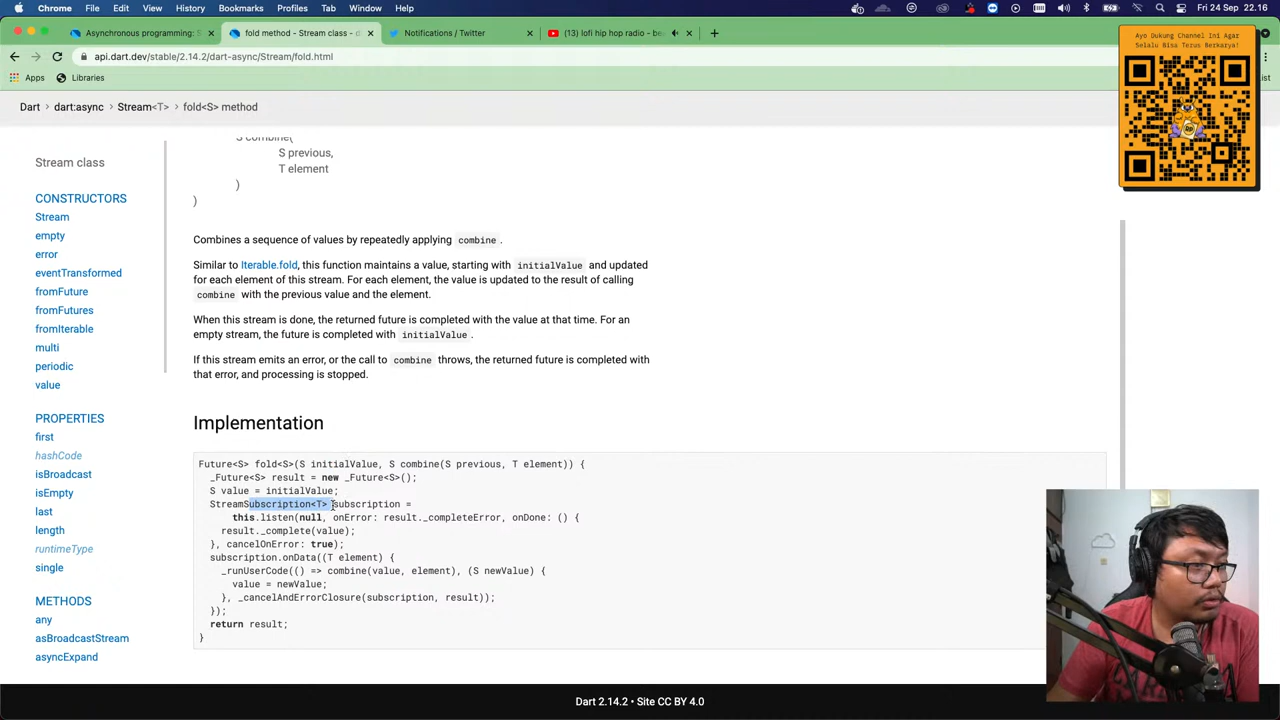 Chrome File Edit View History Bookmarks Profiles Tab Window Help
Fri 24 Sep 22.16
Asynchronous programming: S
fold method - Stream class - d
Notifications / Twitter
(13) lofi hip hop radio - bea
api.dart.dev/stable/2.14.2/dart-async/Stream/fold.html
Apps Libraries
Ayo Dukung Channel Ini Agar
Selalu Bisa Terus Berkarya!
Dart dart:async Stream<T> fold<S> method
Stream class
CONSTRUCTORS
Stream
empty
error
eventTransformed
fromFuture
fromFutures
fromIterable
multi
periodic
value
PROPERTIES
first
hashCode
isBroadcast
isEmpty
last
length
runtimeType
single
METHODS
any
asBroadcastStream
asyncExpand
S combine(
S previous,
T element
)
)
Combines a sequence of values by repeatedly applying combine .
Similar to Iterable.fold, this function maintains a value, starting with initialValue and updated
for each element of this stream. For each element, the value is updated to the result of calling
combine with the previous value and the element.
When this stream is done, the returned future is completed with the value at that time. For an
empty stream, the future is completed with initialValue .
If this stream emits an error, or the call to combine throws, the returned future is completed with
that error, and processing is stopped.
Implementation
Future<S> fold<S>(S initialValue, S combine(S previous, T element)) {
_Future<S> result = new _Future<S>();
S value = initialValue;
StreamSubscription<T> subscription =
this.listen(null, onError: result._completeError, onDone: () {
result._complete(value);
}, cancelOnError: true);
subscription.onData((T element) {
_runUserCode(() => combine(value, element), (S newValue) {
value = newValue;
}, _cancelAndErrorClosure(subscription, result));
});
return result;
}
Dart 2.14.2 • Site CC BY 4.0